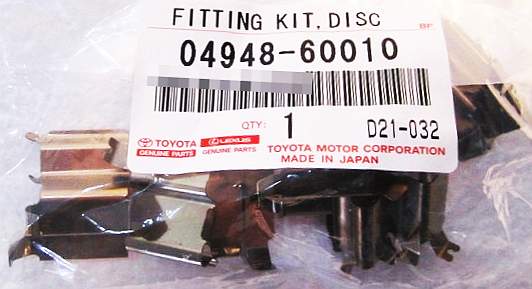 FITTING KIT, DISC
BP
04948-60010
QTY: 1 D21-032
TOYOTA GENUINE PARTS
LEXUS GENUINE PARTS
TOYOTA MOTOR CORPORATION
MADE IN JAPAN